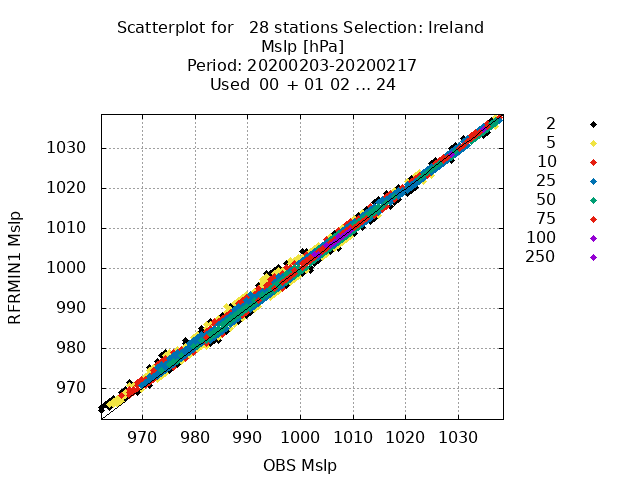 Scatterplot for 28 stations Selection: Ireland
Mslp [hPa]
Period: 20200203-20200217
Used 00 + 01 02 ... 24
2
5
10
25
50
75
100
250
1030
1020
1010
1000
990
980
970
RFRMIN1 Mslp
970 980 990 1000 1010 1020 1030
OBS Mslp